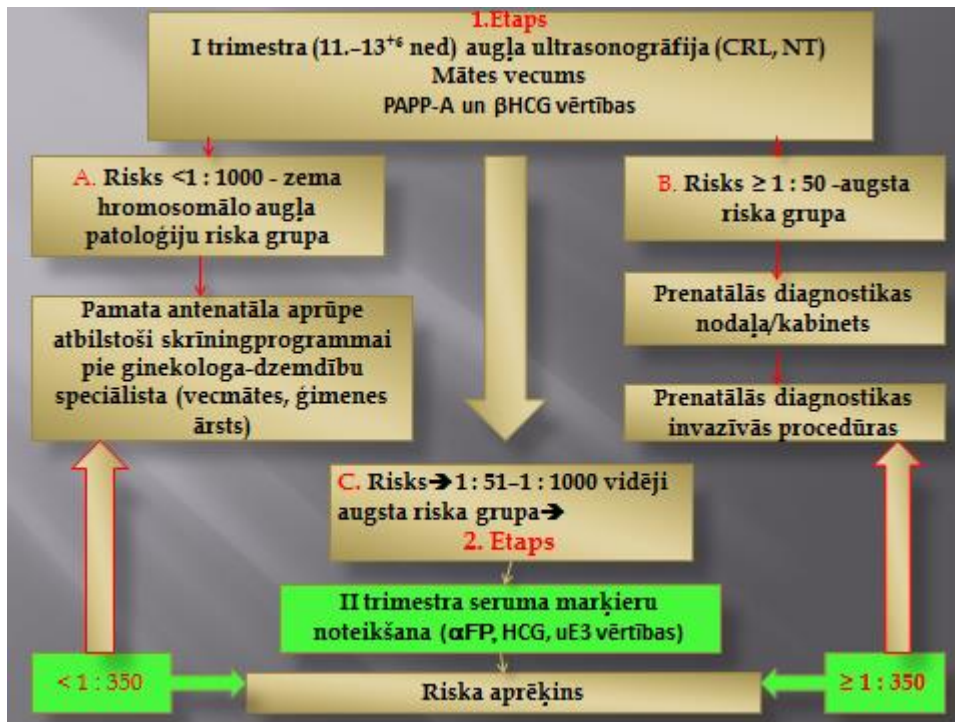 1.Etaps
I trimestra (11.–13⁺⁶ ned) augļa ultrasonogrāfija (CRL, NT)
Mātes vecums
PAPP-A un βHCG vērtības
A. Risks <1 : 1000 - zema
hromosomālo augļa
patoloģiju riska grupa
B. Risks ≥ 1 : 50 -augsta
riska grupa
Pamata antenatāla aprūpe
atbilstoši skrīningprogrammai
pie ginekologa-dzemdību
speciālista (vecmātes, ģimenes
ārsts)
Prenatālās diagnostikas
nodaļa/kabinets
Prenatālās diagnostikas
invazīvās procedūras
C. Risks➔ 1 : 51–1 : 1000 vidēji
augsta riska grupa➔
2. Etaps
II trimestra seruma marķieru
noteikšana (αFP, HCG, uE3 vērtības)
< 1 : 350
Riska aprēķins
≥ 1 : 350